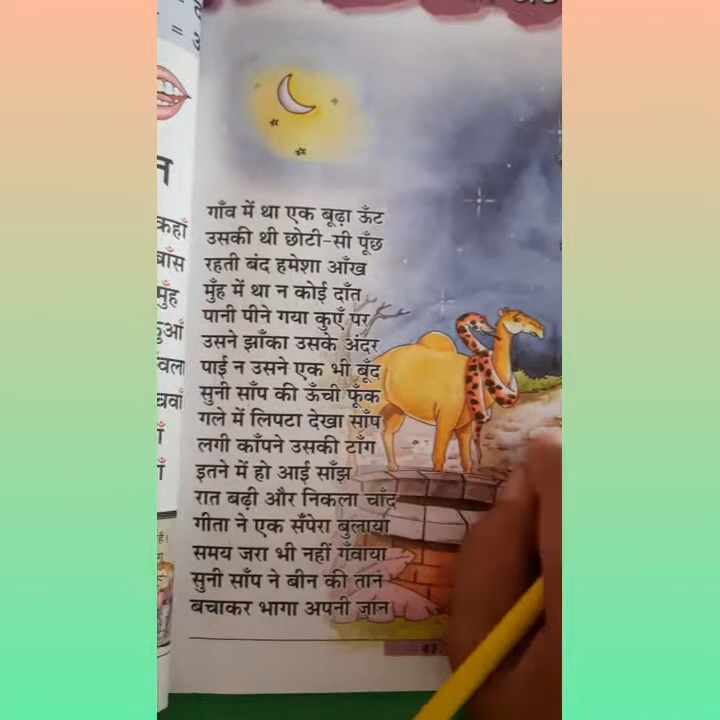 गाँव में था एक बूढ़ा ऊँट
उसकी थी छोटी-सी पूँछ
रहती बंद हमेशा आँख
मुँह में था न कोई दाँत
पानी पीने गया कुएँ पर
उसने झाँका उसके अंदर
पाई न उसने एक भी बूँद
सुनी साँप की ऊँची फूँक
गले में लिपटा देखा साँप
लगी काँपने उसकी टाँग
इतने में हो आई साँझ
रात बढ़ी और निकला चाँद
गीता ने एक सँपेरा बुलाया
समय जरा भी नहीं गँवाया
सुनी साँप ने बीन की तान
बचाकर भागा अपनी जान
कहाँ
बाँस
मुँह